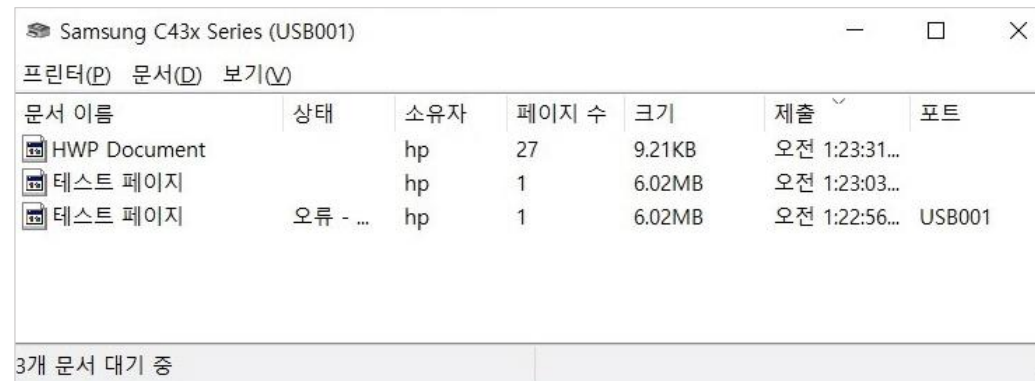 Samsung C43x Series (USB001)
프린터(P) 문서(D) 보기(V)
문서 이름 상태 소유자 페이지 수 크기 제출 포트
HWP Document hp 27 9.21KB 오전 1:23:31...
테스트 페이지 hp 1 6.02MB 오전 1:23:03...
테스트 페이지 오류 - ... hp 1 6.02MB 오전 1:22:56... USB001
3개 문서 대기 중